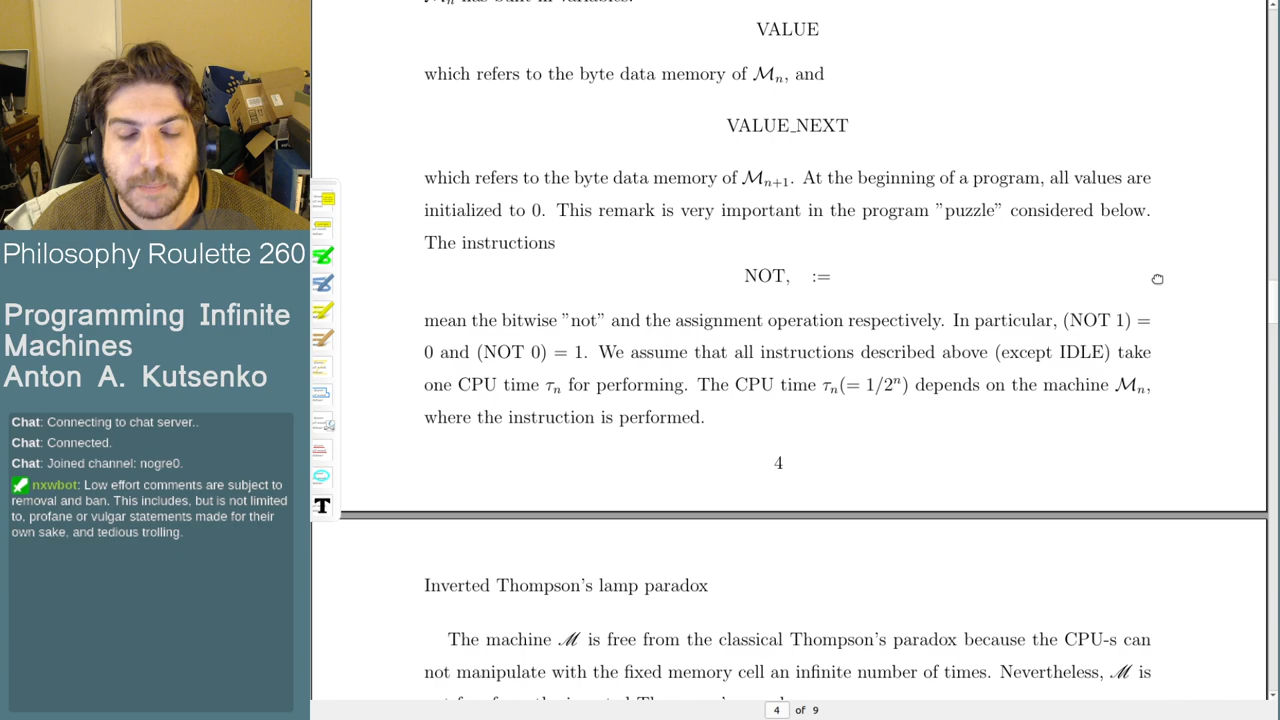 Philosophy Roulette 260
Programming Infinite
Machines
Anton A. Kutsenko
Chat: Connecting to chat server..
Chat: Connected.
Chat: Joined channel: nogre0.
nxwbot: Low effort comments are subject to
removal and ban. This includes, but is not limited
to, profane or vulgar statements made for their
own sake, and tedious trolling.
T
VALUE
which refers to the byte data memory of ℳn, and
VALUE_NEXT
which refers to the byte data memory of ℳn+1. At the beginning of a program, all values are
initialized to 0. This remark is very important in the program "puzzle" considered below.
The instructions
NOT, :=
mean the bitwise "not" and the assignment operation respectively. In particular, (NOT 1) =
0 and (NOT 0) = 1. We assume that all instructions described above (except IDLE) take
one CPU time τn for performing. The CPU time τn(= 1/2^n) depends on the machine ℳn,
where the instruction is performed.
4
Inverted Thompson's lamp paradox
The machine ℳ is free from the classical Thompson's paradox because the CPU-s can
not manipulate with the fixed memory cell an infinite number of times. Nevertheless, ℳ is
4 of 9